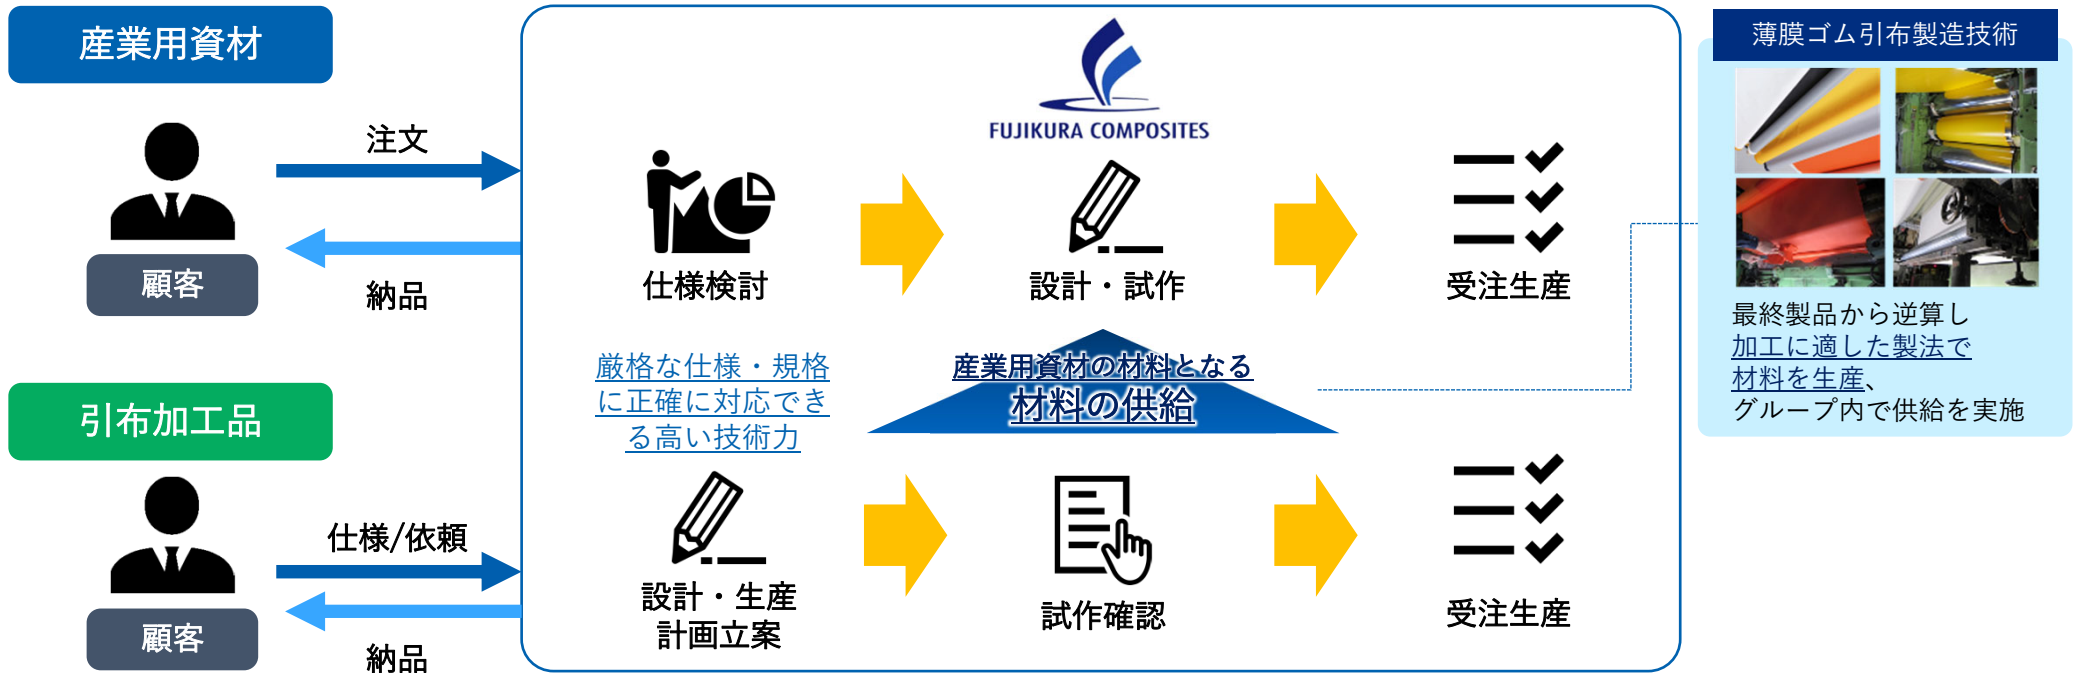 産業用資材
注文
顧客
納品
FUJIKURA COMPOSITES
仕様検討
設計・試作
受注生産
厳格な仕様・規格
に正確に対応でき
る高い技術力
産業用資材の材料となる
材料の供給
引布加工品
仕様/依頼
顧客
納品
設計・生産
計画立案
試作確認
受注生産
薄膜ゴム引布製造技術
最終製品から逆算し
加工に適した製法で
材料を生産、
グループ内で供給を実施